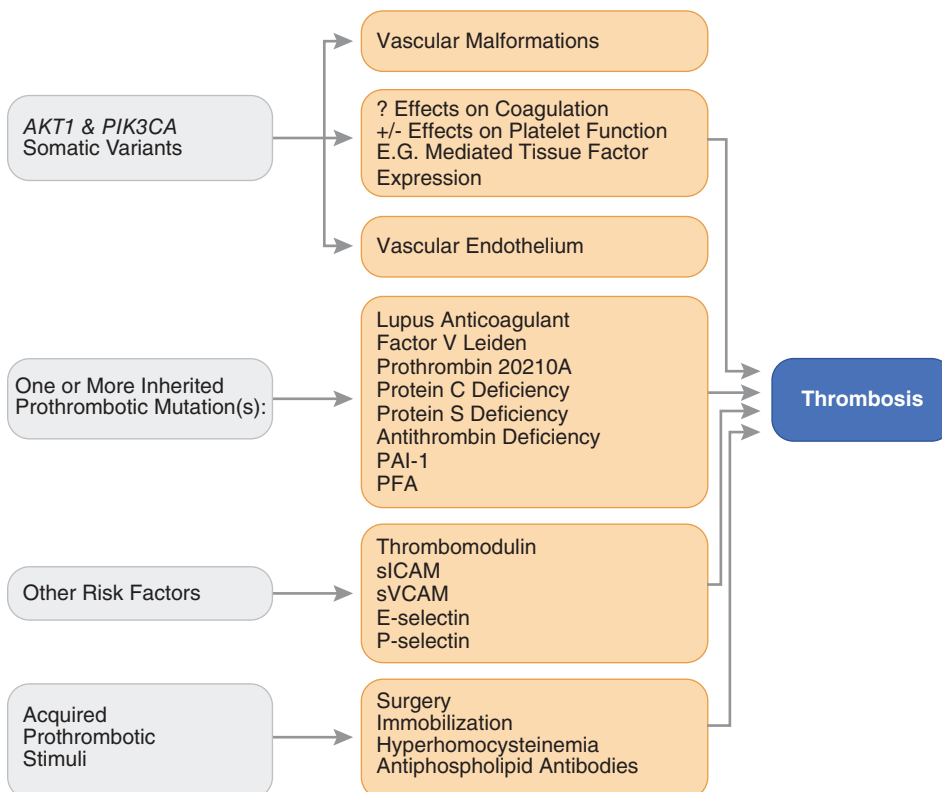 Vascular Malformations
AKT1 & PIK3CA
Somatic Variants
? Effects on Coagulation
+/- Effects on Platelet Function
E.G. Mediated Tissue Factor
Expression
Vascular Endothelium
One or More Inherited
Prothrombotic Mutation(s):
Lupus Anticoagulant
Factor V Leiden
Prothrombin 20210A
Protein C Deficiency
Protein S Deficiency
Antithrombin Deficiency
PAI-1
PFA
Other Risk Factors
Thrombomodulin
sICAM
sVCAM
E-selectin
P-selectin
Acquired
Prothrombotic
Stimuli
Surgery
Immobilization
Hyperhomocysteinemia
Antiphospholipid Antibodies
Thrombosis